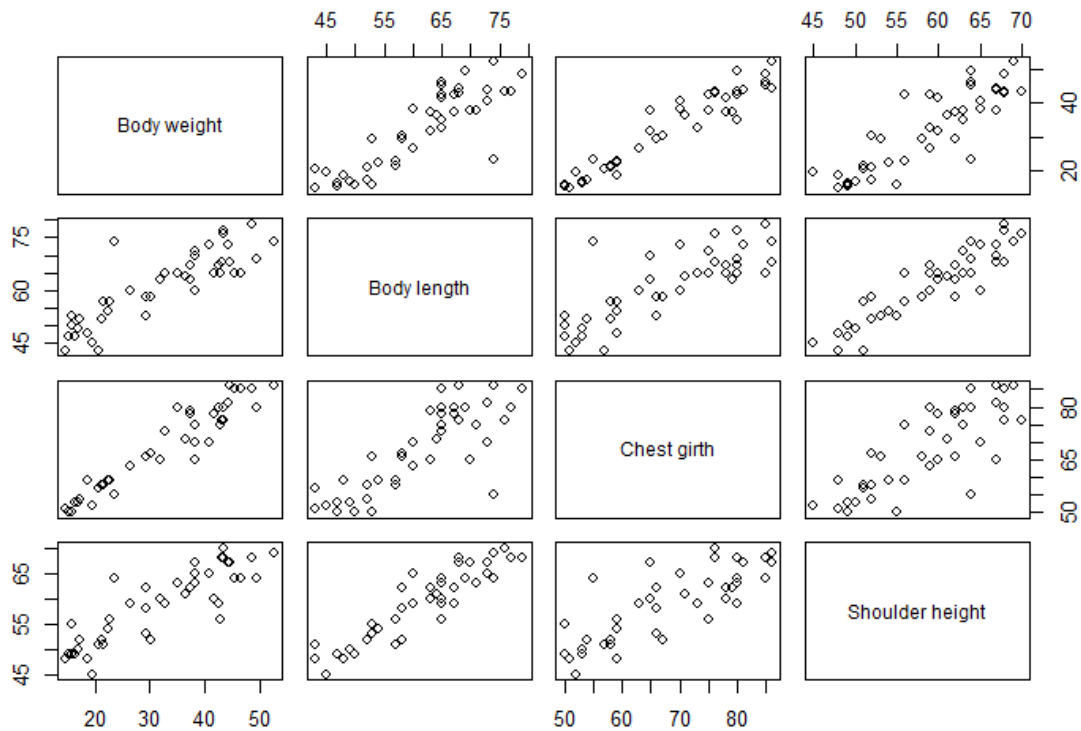 45 55 65 75
45 50 55 60 65 70
Body weight
20 40
45 60 75
Body length
Chest girth
50 65 80
45 55 65
Shoulder height
20 30 40 50
50 60 70 80